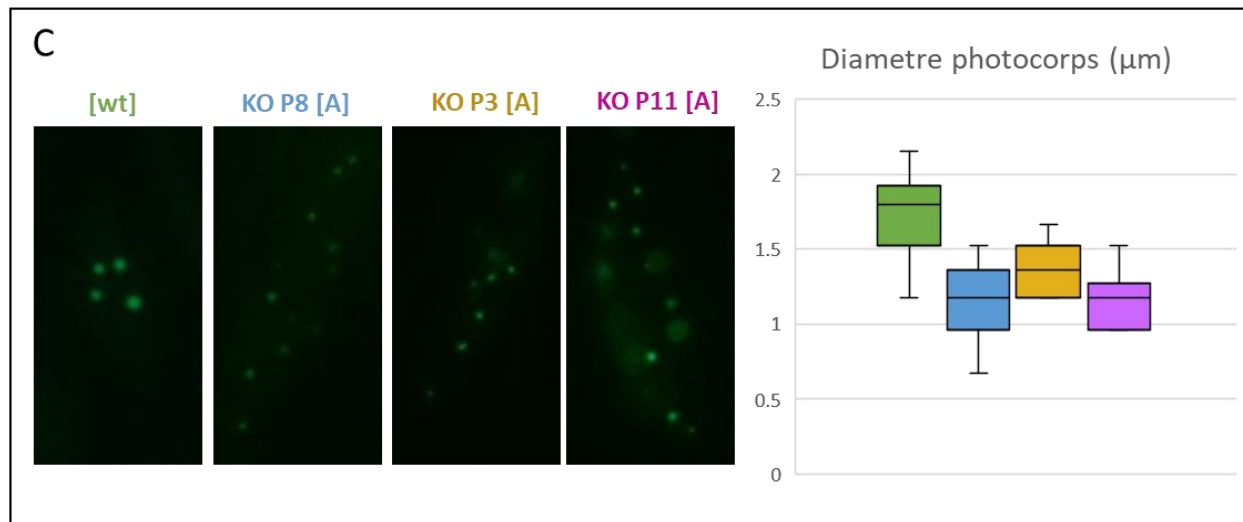 C
[wt]
KO P8 [A]
KO P3 [A]
KO P11 [A]
Diametre photocorps (µm)
2.5
2
1.5
1
0.5
0